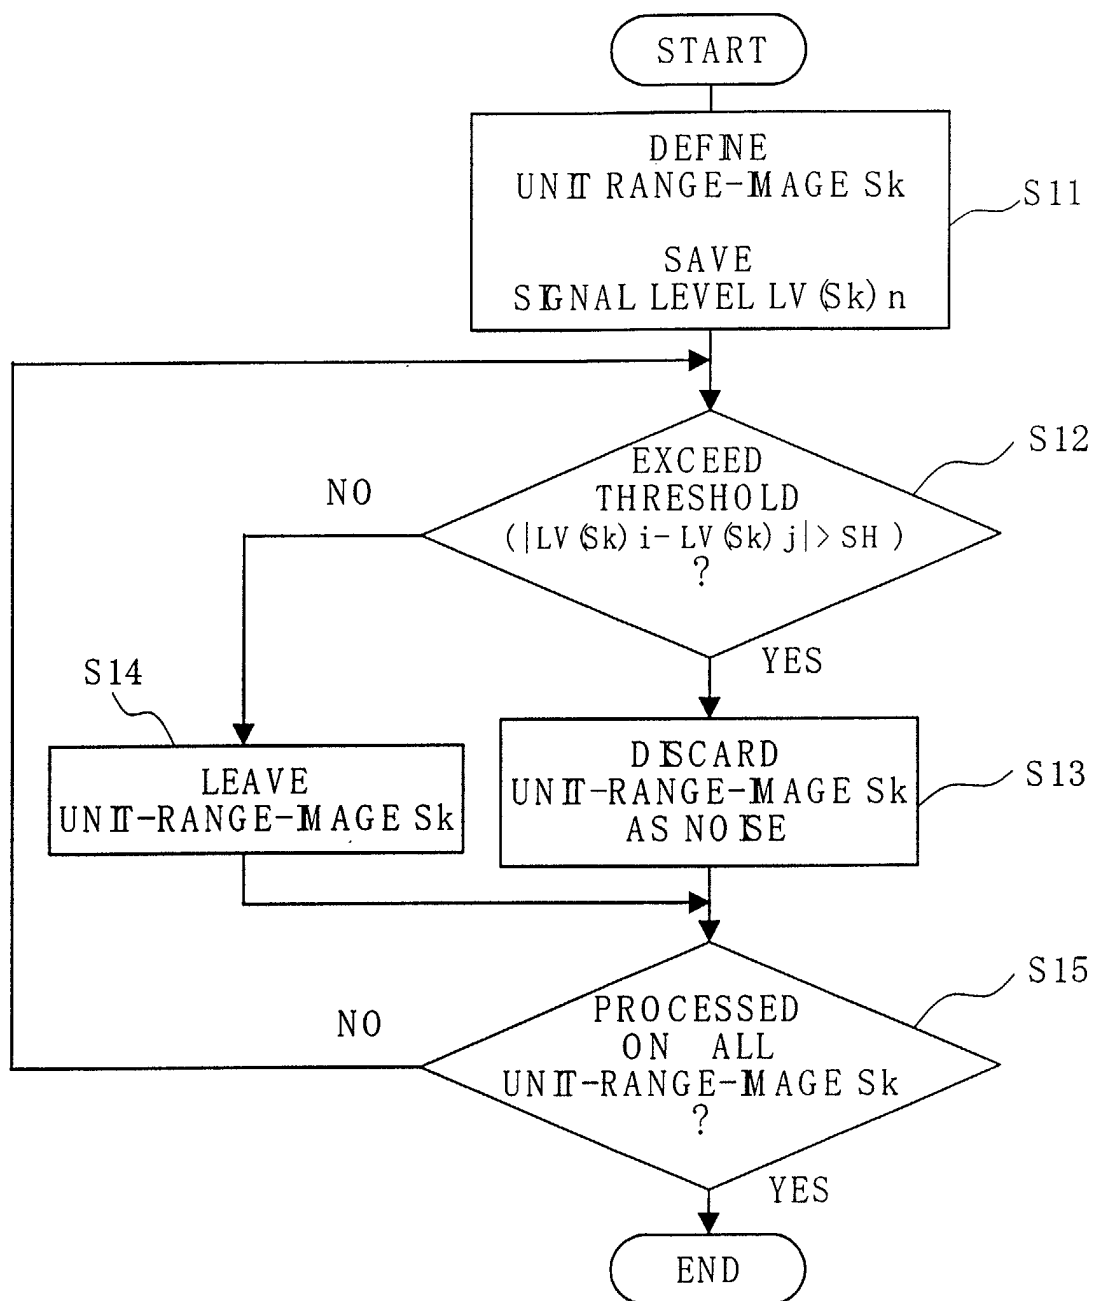 START
DEFINE
UNIT RANGE-IMAGE Sk
SAVE
SIGNAL LEVEL LV(Sk)n
S11
EXCEED
THRESHOLD
(|LV(Sk)i-LV(Sk)j|>SH)
?
S12
NO
YES
S14
LEAVE
UNIT-RANGE-IMAGE Sk
DISCARD
UNIT-RANGE-IMAGE Sk
AS NOISE
S13
PROCESSED
ON ALL
UNIT-RANGE-IMAGE Sk
?
S15
NO
YES
END